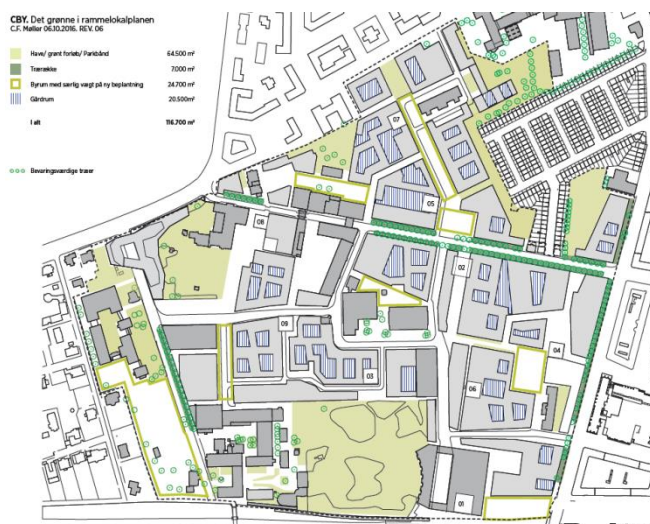 CBY. Det grønne i rammelokalplanen
C.F. Møller 06.10.2016. REV. 06
Have/ grønt forløb/ Parkbånd 64.500 m²
Trærække 7.000 m²
Byrum med særlig vægt på ny beplantning 24.700 m²
Gårdrum 20.500m²
I alt 116.700 m²
Bevaringsværdige træer
07
05
08
02
09
04
03
06
01